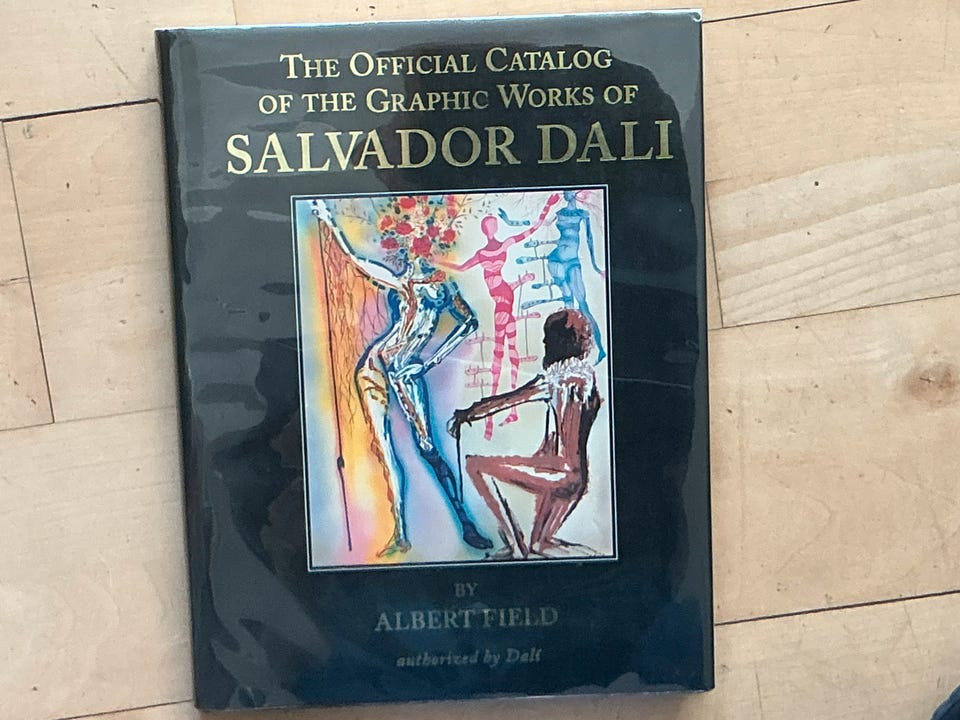 THE OFFICIAL CATALOG
OF THE GRAPHIC WORKS OF
SALVADOR DALI
BY
ALBERT FIELD
authorized by Dali